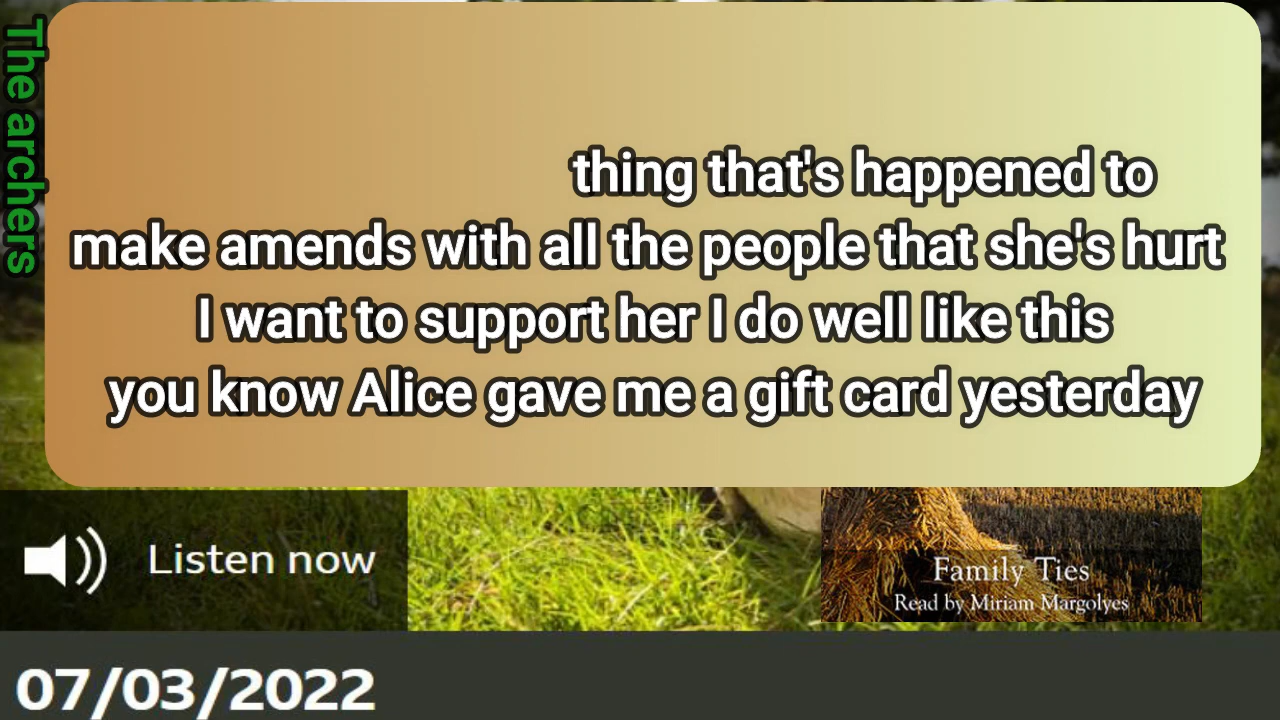 The archers
thing that's happened to
make amends with all the people that she's hurt
I want to support her I do well like this
you know Alice gave me a gift card yesterday
Listen now
Family Ties
Read by Miriam Margolyes
07/03/2022